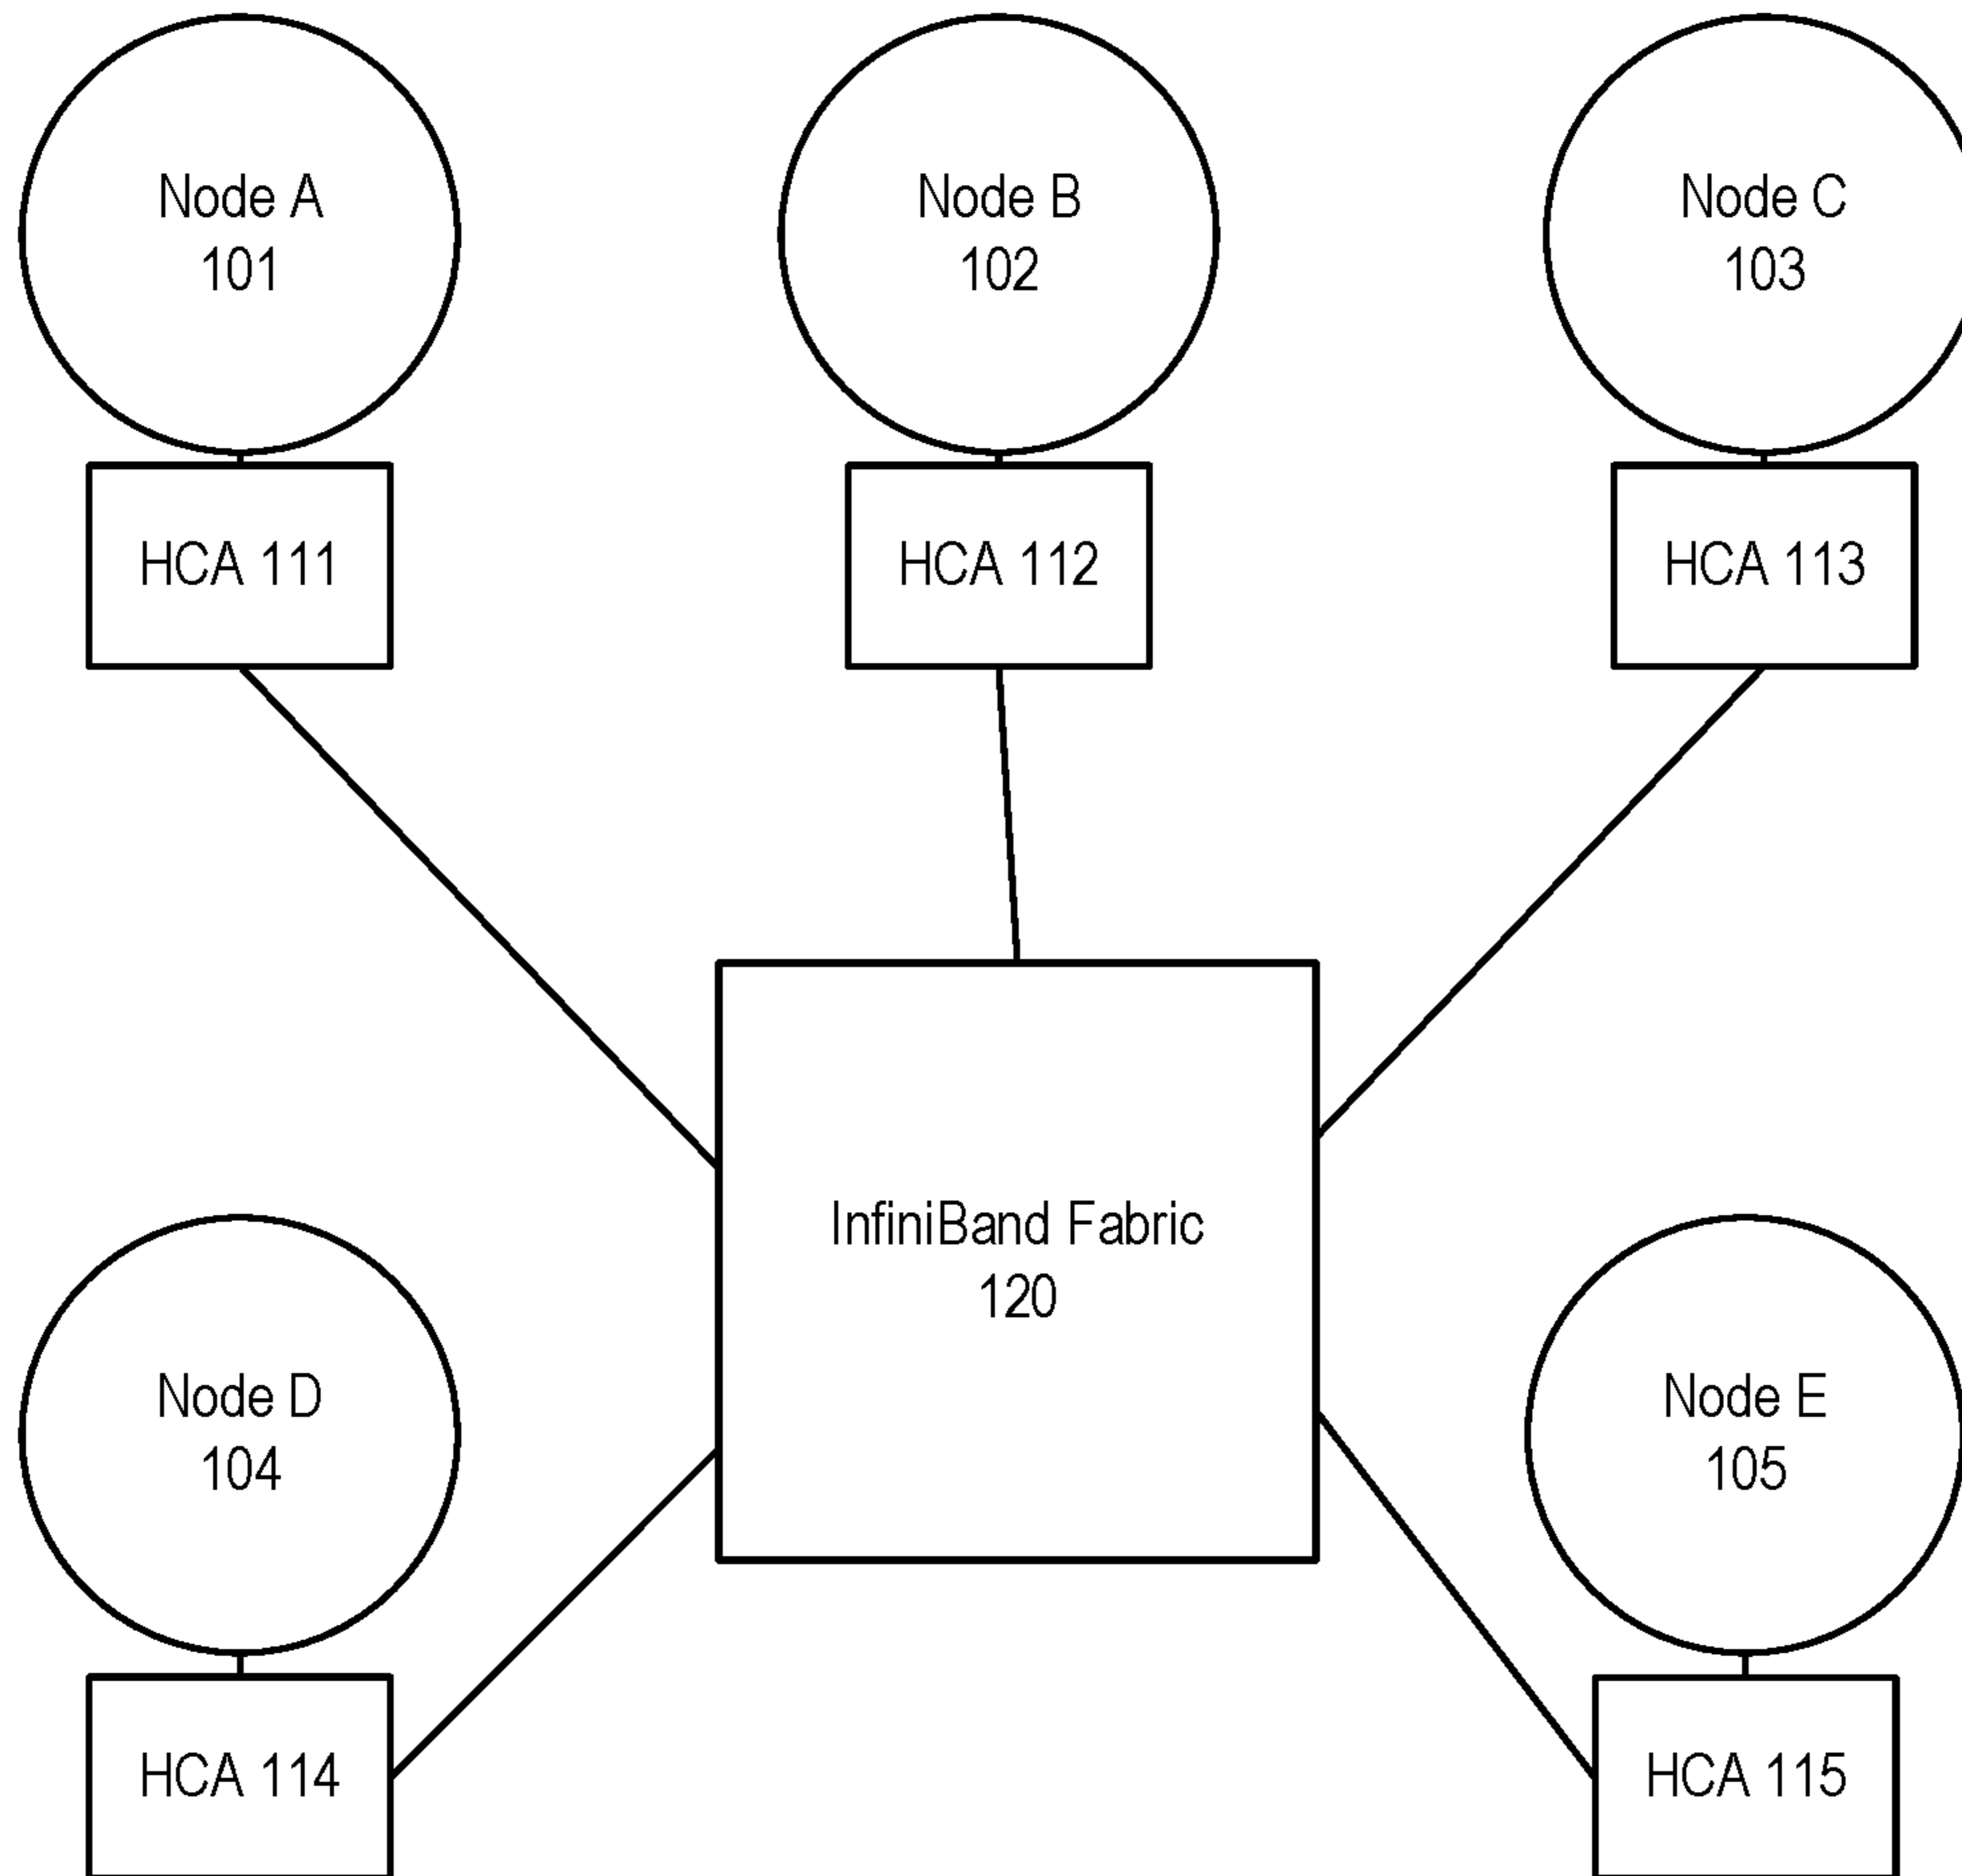 Node A
101
Node B
102
Node C
103
HCA 111
HCA 112
HCA 113
InfiniBand Fabric
120
Node D
104
Node E
105
HCA 114
HCA 115